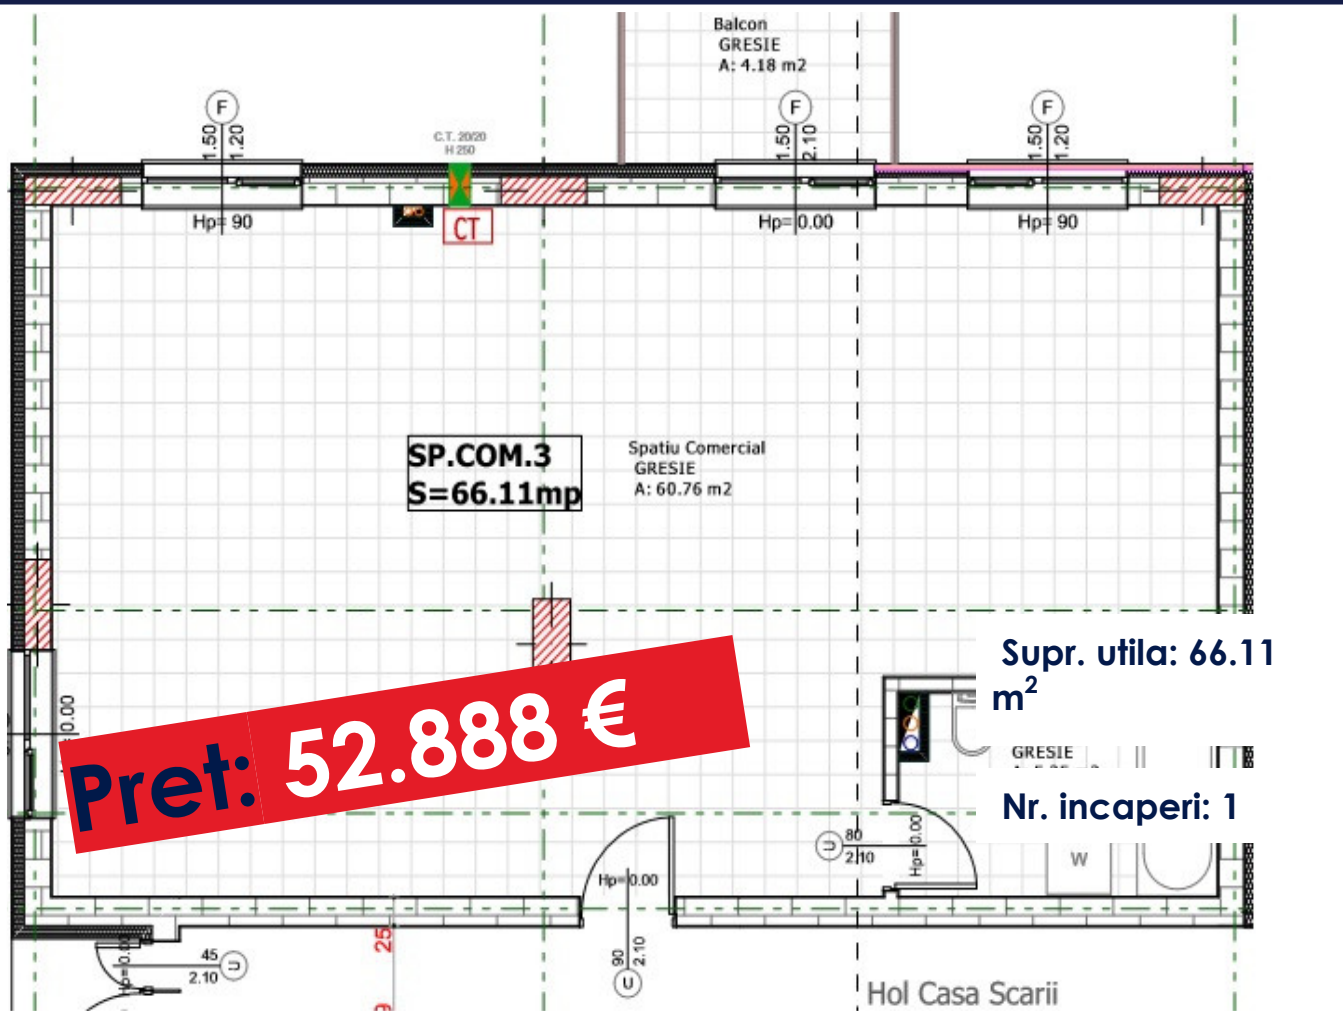 Balcon
GRESIE
A: 4.18 m2
F
1.50
1.20
C.T. 20/20
H 250
F
1.50
2.10
F
1.50
1.20
Hp= 90
CT
Hp=0.00
Hp= 90
SP.COM.3
S=66.11mp
Spatiu Comercial
GRESIE
A: 60.76 m2
Supr. utila: 66.11
m²
0.00
Pret: 52.888 €
GRESIE
Nr. incaperi: 1
U
80
2.10
Hp=0.00
W
Hp=0.00
Hp=0.00
45
2.10
U
25
90
2.10
U
Hol Casa Scarii